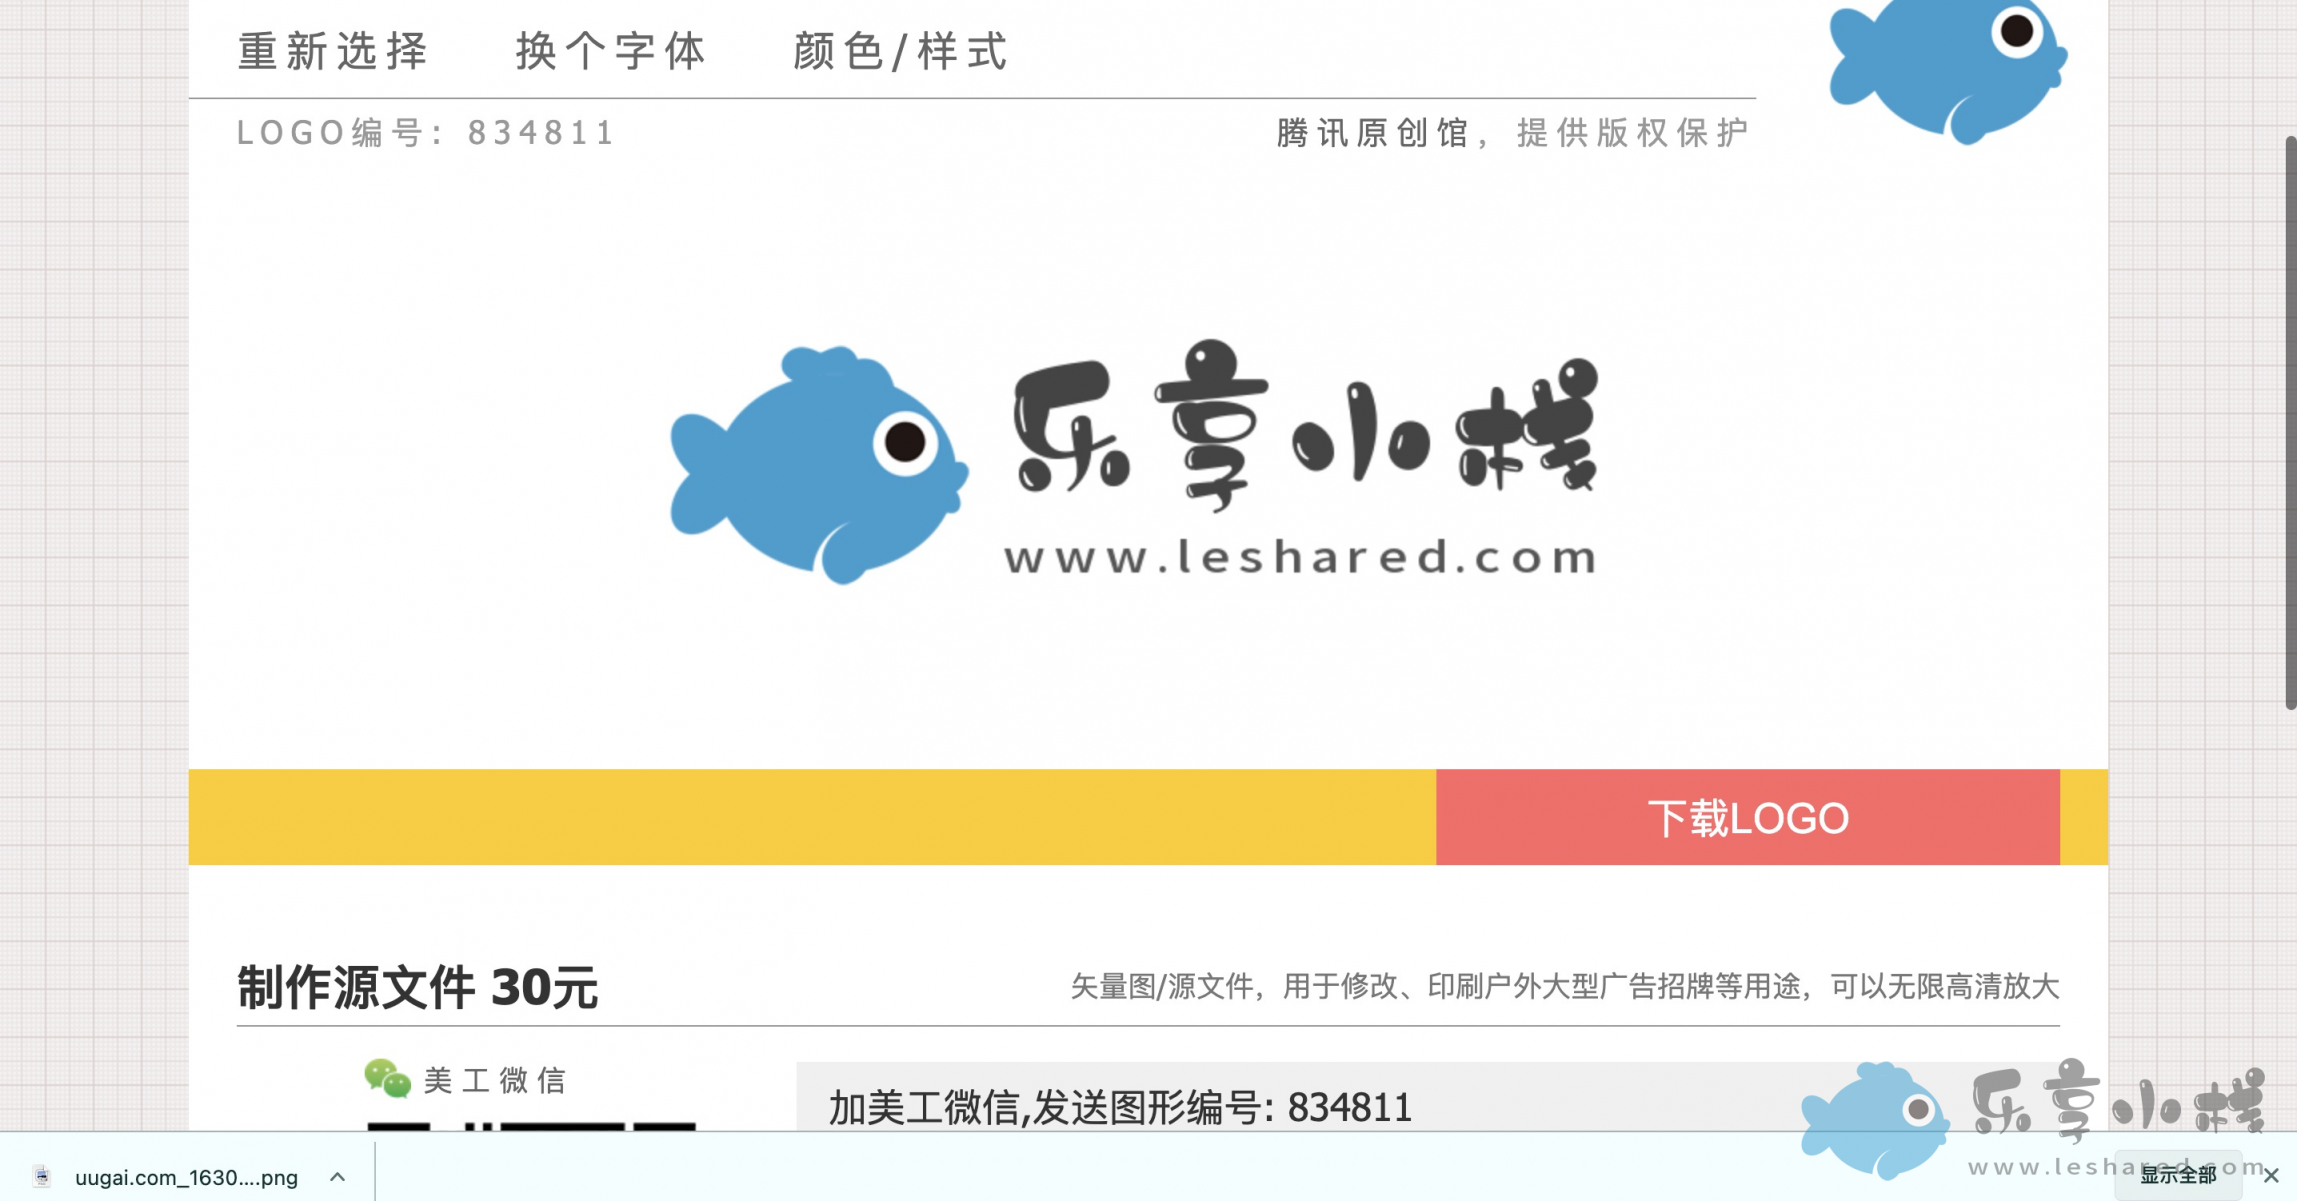 重新选择 换个字体 颜色/样式
LOGO编号: 834811 腾讯原创馆, 提供版权保护
乐享小栈
www.leshared.com
下载LOGO
制作源文件 30元 矢量图/源文件，用于修改、印刷户外大型广告招牌等用途，可以无限高清放大
美工微信
加美工微信,发送图形编号: 834811
乐享小栈
www.leshared.com
uugai.com_1630....png 显示全部